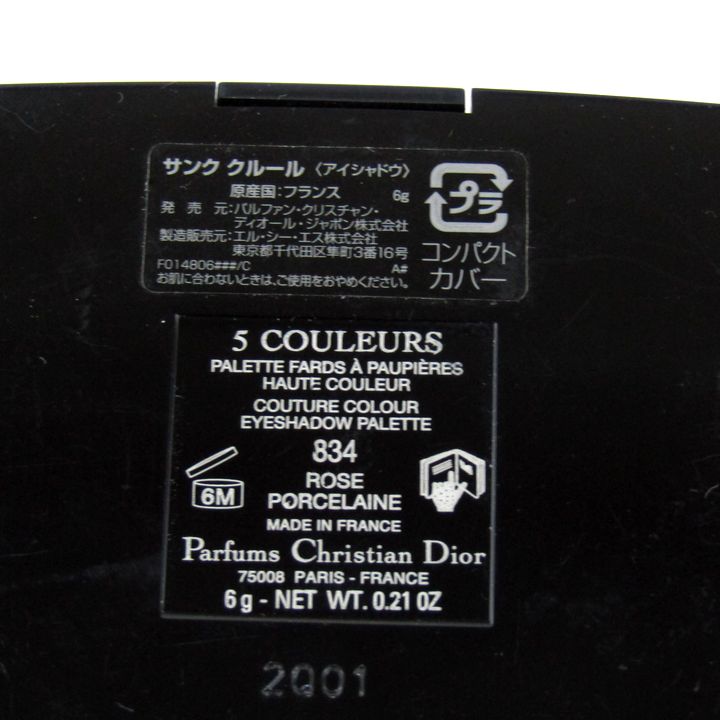 サンク クルール〈アイシャドウ〉
原産国:フランス 6g
発 売 元:パルファン・クリスチャン・
ディオール・ジャポン株式会社
製造販売元:エル・シー・エス株式会社
東京都千代田区隼町3番16号
F014806###/C A#
お肌に合わないときは、ご使用をおやめください。
プラ
コンパクト
カバー
5 COULEURS
PALETTE FARDS À PAUPIÈRES
HAUTE COULEUR
COUTURE COLOUR
EYESHADOW PALETTE
834
6M
ROSE
PORCELAINE
MADE IN FRANCE
Parfums Christian Dior
75008 PARIS - FRANCE
6 g - NET WT. 0.21 OZ
2Q01